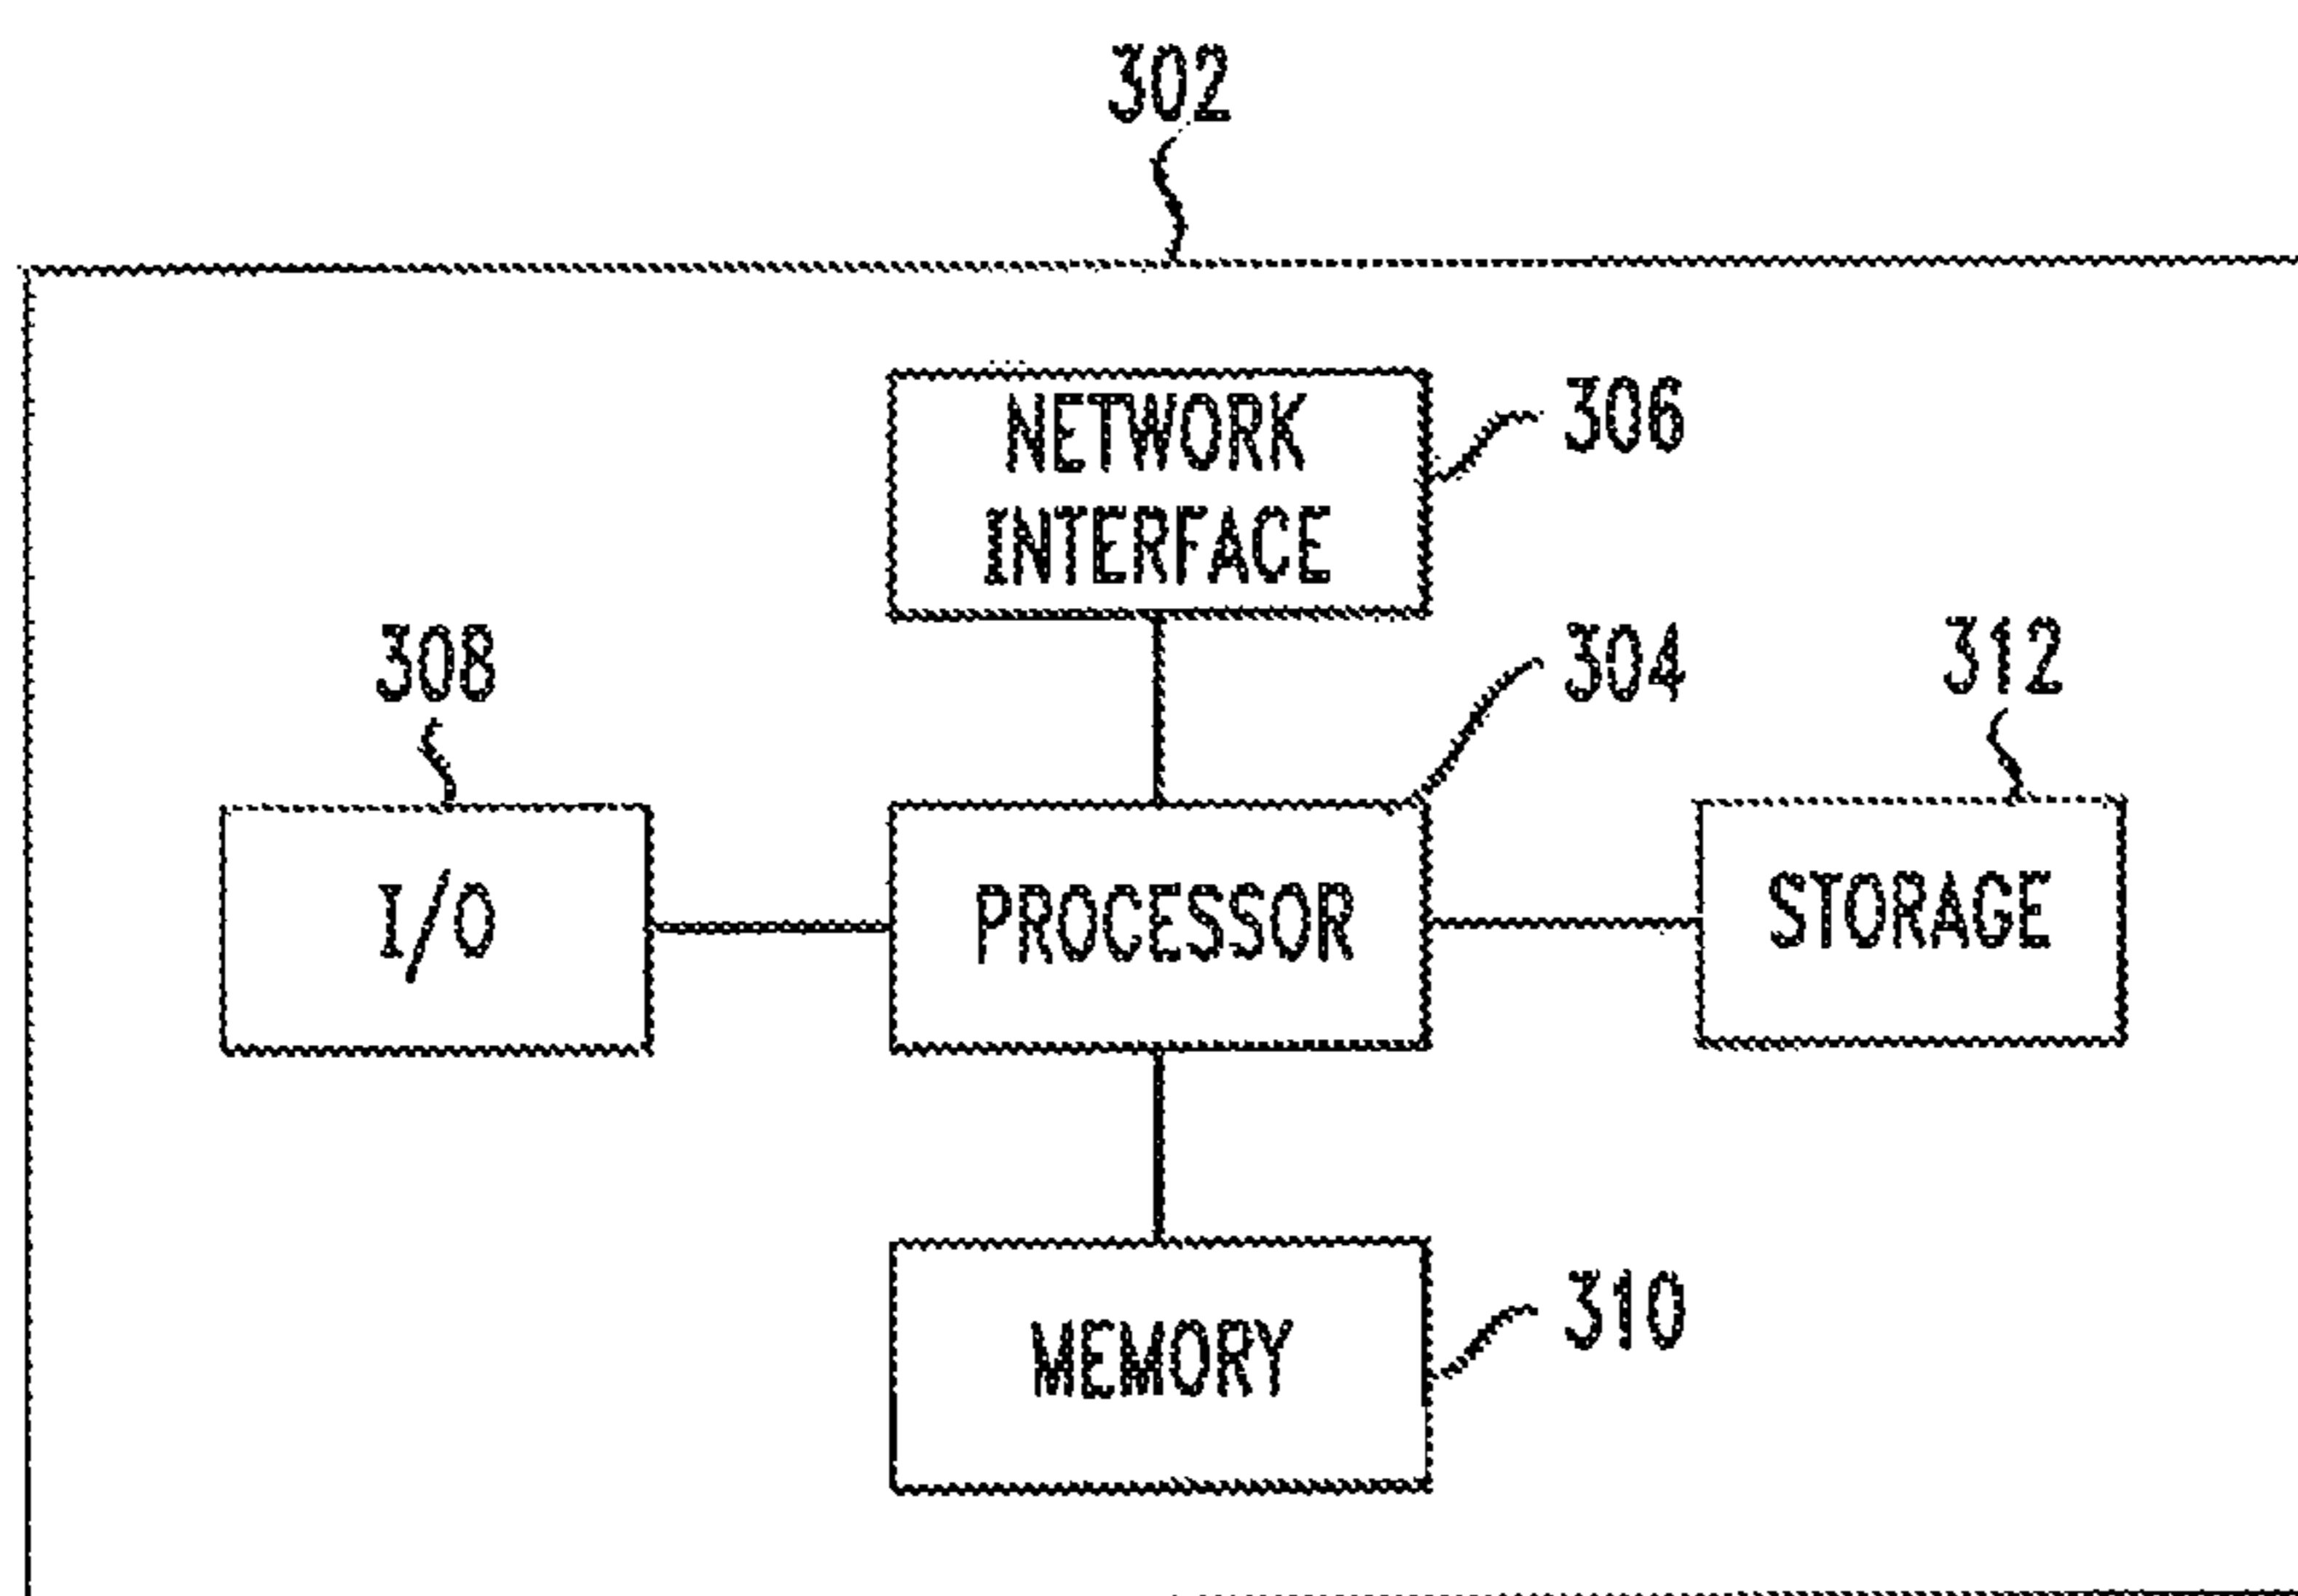 302
NETWORK
INTERFACE
306
308
304
312
I/O
PROCESSOR
STORAGE
MEMORY
310